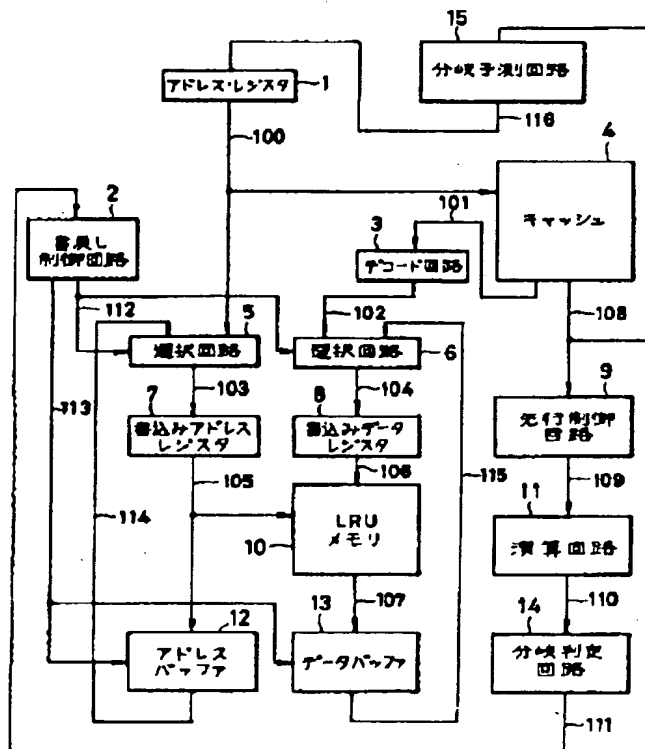 15
分岐予測回路
アドレス・レジスタ
1
116
100
4
キャッシュ
2
書戻し
制御回路
3
101
デコード回路
112
102
108
5
選択回路
選択回路
6
103
104
9
先行制御
回路
113
7
書込みアドレス
レジスタ
8
書込みデータ
レジスタ
105
106
115
109
114
LRU
メモリ
10
11
演算回路
107
110
12
アドレス
バッファ
13
データバッファ
14
分岐判定
回路
111